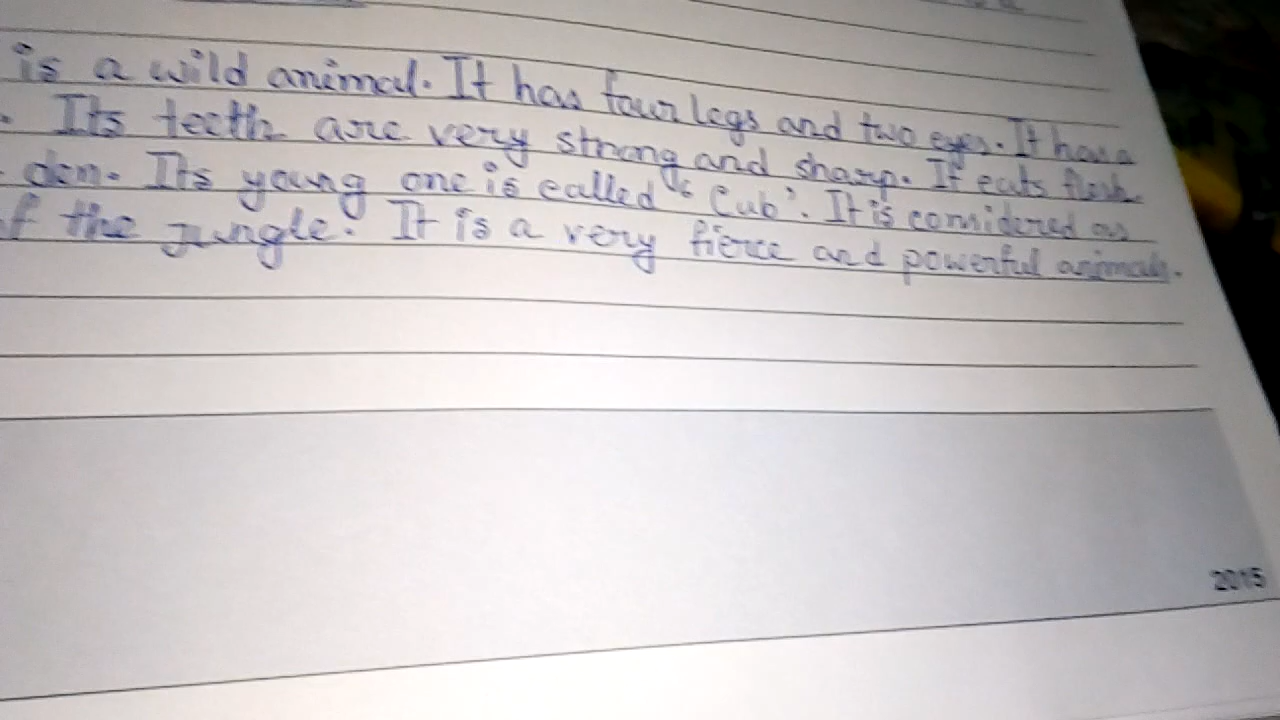 is a wild animal. It has four legs and two eyes. It has a
. Its teeth are very strong and sharp. It eats flesh.
den. Its young one is called "Cub'. It is considered as
f the jungle. It is a very fierce and powerful animal.
2015